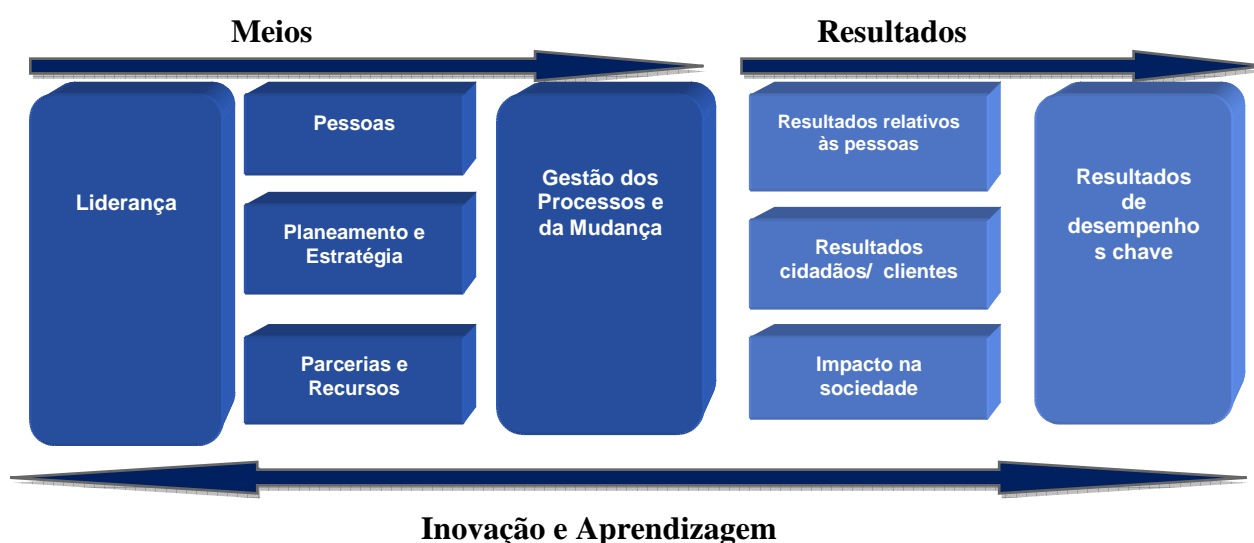 Meios
Resultados
Liderança
Pessoas
Planeamento e
Estratégia
Parcerias e
Recursos
Gestão dos
Processos e
da Mudança
Resultados relativos
às pessoas
Resultados
cidadãos/ clientes
Impacto na
sociedade
Resultados
de
desempenho
s chave
Inovação e Aprendizagem